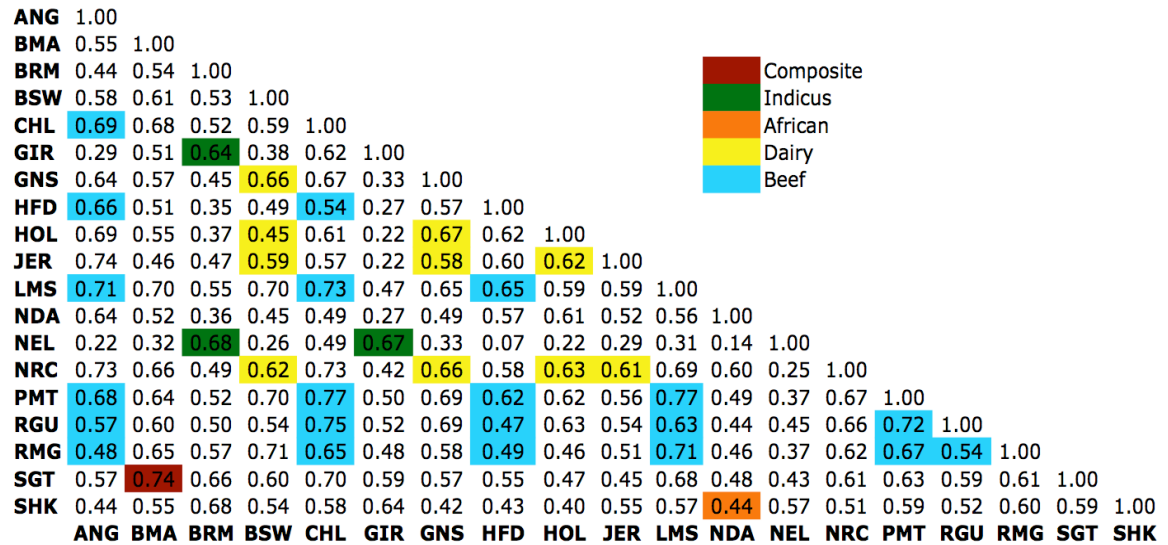 ANG 1.00
BMA 0.55 1.00
BRM 0.44 0.54 1.00
BSW 0.58 0.61 0.53 1.00
CHL 0.69 0.68 0.52 0.59 1.00
GIR 0.29 0.51 0.64 0.38 0.62 1.00
GNS 0.64 0.57 0.45 0.66 0.67 0.33 1.00
HFD 0.66 0.51 0.35 0.49 0.54 0.27 0.57 1.00
HOL 0.69 0.55 0.37 0.45 0.61 0.22 0.67 0.62 1.00
JER 0.74 0.46 0.47 0.59 0.57 0.22 0.58 0.60 0.62 1.00
LMS 0.71 0.70 0.55 0.70 0.73 0.47 0.65 0.65 0.59 0.59 1.00
NDA 0.64 0.52 0.36 0.45 0.49 0.27 0.49 0.57 0.61 0.52 0.56 1.00
NEL 0.22 0.32 0.68 0.26 0.49 0.67 0.33 0.07 0.22 0.29 0.31 0.14 1.00
NRC 0.73 0.66 0.49 0.62 0.73 0.42 0.66 0.58 0.63 0.61 0.69 0.60 0.25 1.00
PMT 0.68 0.64 0.52 0.70 0.77 0.50 0.69 0.62 0.62 0.56 0.77 0.49 0.37 0.67 1.00
RGU 0.57 0.60 0.50 0.54 0.75 0.52 0.69 0.47 0.63 0.54 0.63 0.44 0.45 0.66 0.72 1.00
RMG 0.48 0.65 0.57 0.71 0.65 0.48 0.58 0.49 0.46 0.51 0.71 0.46 0.37 0.62 0.67 0.54 1.00
SGT 0.57 0.74 0.66 0.60 0.70 0.59 0.57 0.55 0.47 0.45 0.68 0.48 0.43 0.61 0.63 0.59 0.61 1.00
SHK 0.44 0.55 0.68 0.54 0.58 0.64 0.42 0.43 0.40 0.55 0.57 0.44 0.57 0.51 0.59 0.52 0.60 0.59 1.00
ANG BMA BRM BSW CHL GIR GNS HFD HOL JER LMS NDA NEL NRC PMT RGU RMG SGT SHK
Composite
Indicus
African
Dairy
Beef